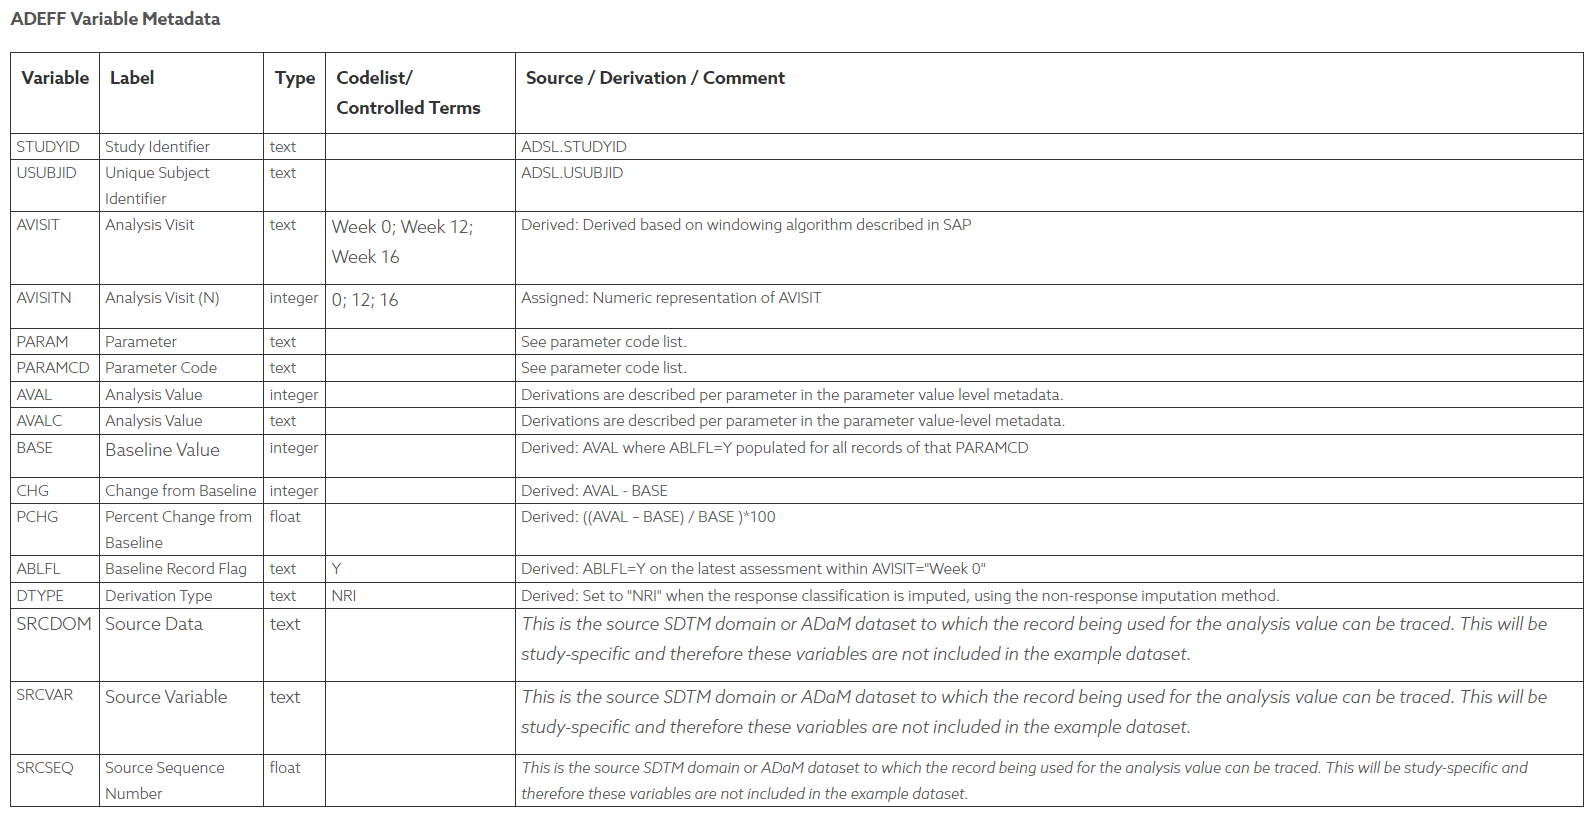 ADEFF Variable Metadata
Variable Label Type Codelist/ Source / Derivation / Comment
Controlled Terms
STUDYID Study Identifier text ADSL.STUDYID
USUBJID Unique Subject text ADSL.USUBJID
Identifier
AVISIT Analysis Visit text Week 0; Week 12; Derived: Derived based on windowing algorithm described in SAP
Week 16
AVISITN Analysis Visit (N) integer 0; 12; 16 Assigned: Numeric representation of AVISIT
PARAM Parameter text See parameter code list.
PARAMCD Parameter Code text See parameter code list.
AVAL Analysis Value integer Derivations are described per parameter in the parameter value level metadata.
AVALC Analysis Value text Derivations are described per parameter in the parameter value-level metadata.
BASE Baseline Value integer Derived: AVAL where ABLFL=Y populated for all records of that PARAMCD
CHG Change from Baseline integer Derived: AVAL - BASE
PCHG Percent Change from float Derived: ((AVAL – BASE) / BASE )*100
Baseline
ABLFL Baseline Record Flag text Y Derived: ABLFL=Y on the latest assessment within AVISIT="Week 0"
DTYPE Derivation Type text NRI Derived: Set to "NRI" when the response classification is imputed, using the non-response imputation method.
SRCDOM Source Data text This is the source SDTM domain or ADaM dataset to which the record being used for the analysis value can be traced. This will be
study-specific and therefore these variables are not included in the example dataset.
SRCVAR Source Variable text This is the source SDTM domain or ADaM dataset to which the record being used for the analysis value can be traced. This will be
study-specific and therefore these variables are not included in the example dataset.
SRCSEQ Source Sequence float This is the source SDTM domain or ADaM dataset to which the record being used for the analysis value can be traced. This will be study-specific and
Number therefore these variables are not included in the example dataset.